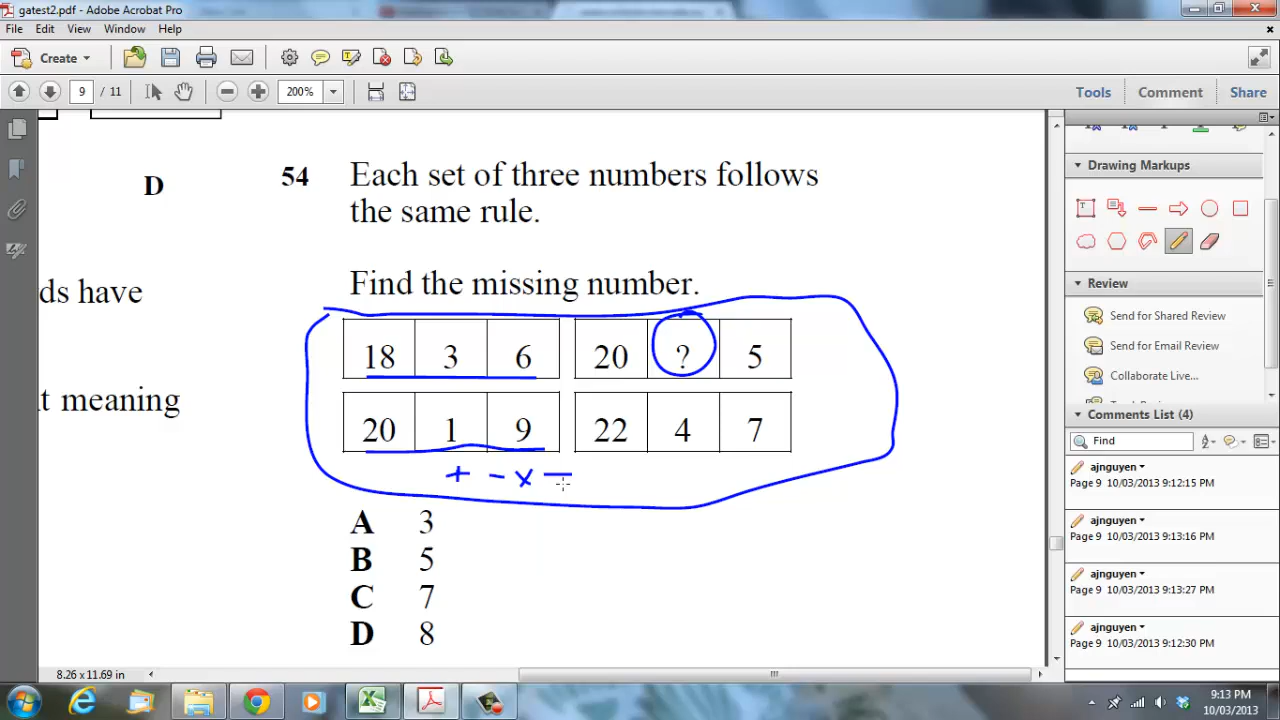 gatest2.pdf - Adobe Acrobat Pro
File Edit View Window Help
Create
9 / 11
200%
Tools Comment Share
D
54 Each set of three numbers follows
the same rule.
ds have
Find the missing number.
18 3 6 20 ? 5
t meaning
20 1 9 22 4 7
+ - x
A 3
B 5
C 7
D 8
Drawing Markups
Review
Send for Shared Review
Send for Email Review
Collaborate Live...
Comments List (4)
Find
ajnguyen
Page 9 10/03/2013 9:12:15 PM
ajnguyen
Page 9 10/03/2013 9:13:16 PM
ajnguyen
Page 9 10/03/2013 9:13:27 PM
ajnguyen
Page 9 10/03/2013 9:12:30 PM
8.26 x 11.69 in
9:13 PM
10/03/2013